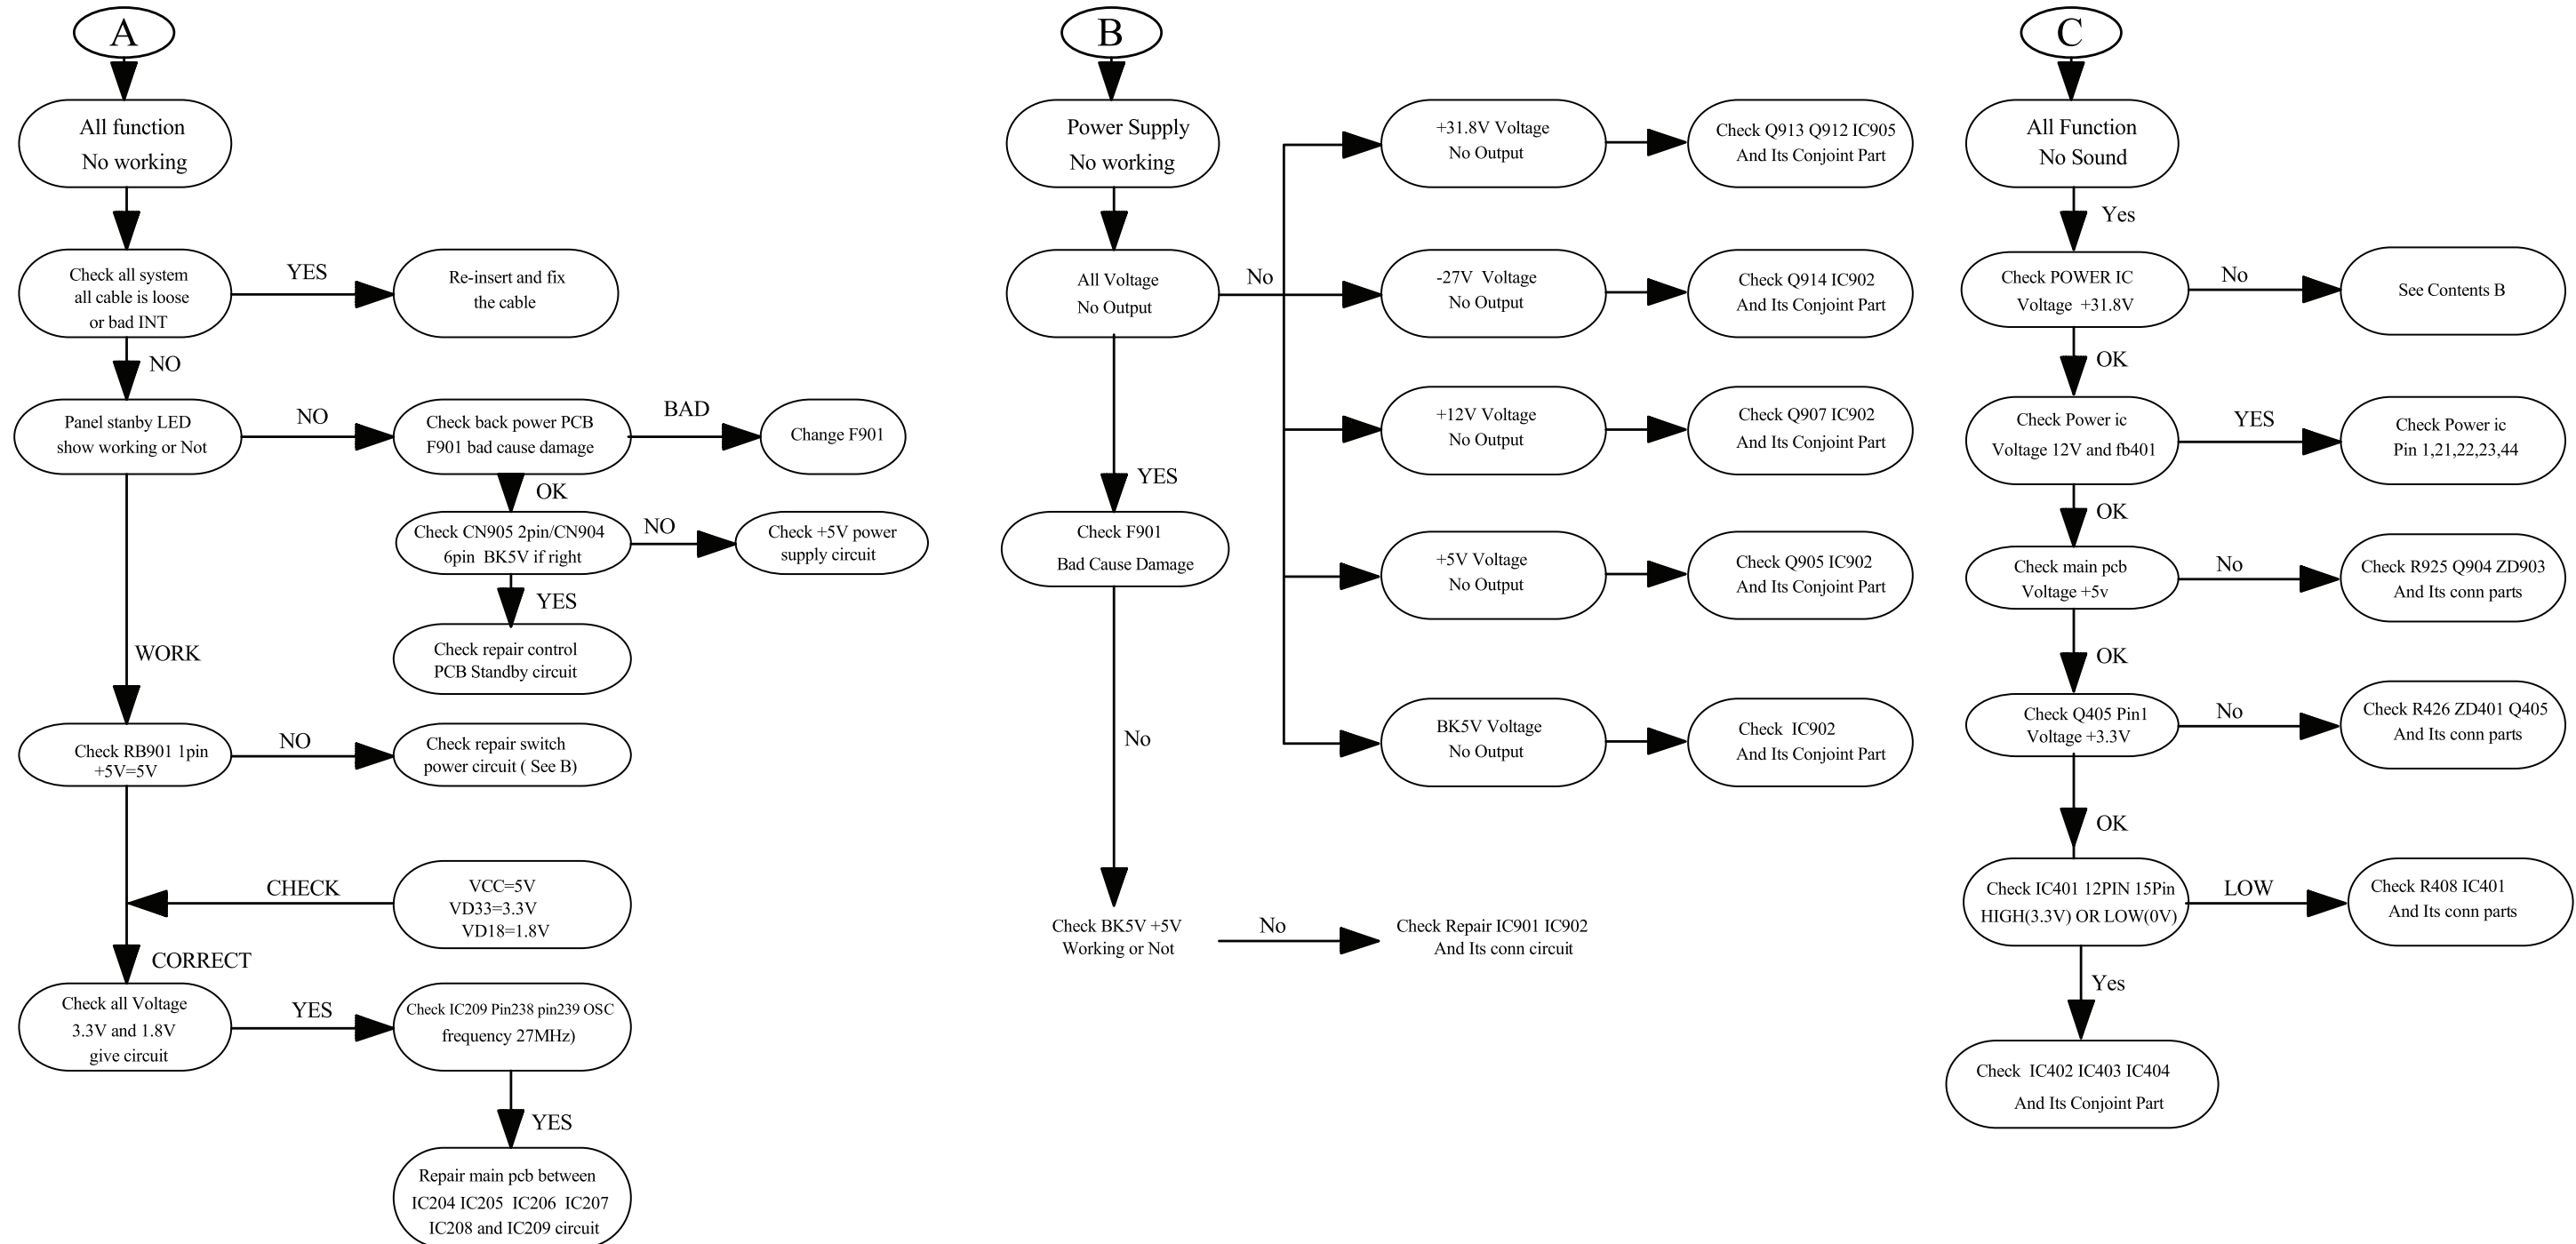 A
All function
No working
Check all system
all cable is loose
or bad INT
YES
Re-insert and fix
the cable
NO
Panel stanby LED
show working or Not
NO
Check back power PCB
F901 bad cause damage
BAD
Change F901
OK
Check CN905 2pin/CN904
6pin BK5V if right
NO
Check +5V power
supply circuit
YES
Check repair control
PCB Standby circuit
WORK
Check RB901 1pin
+5V=5V
NO
Check repair switch
power circuit ( See B)
CHECK
VCC=5V
VD33=3.3V
VD18=1.8V
CORRECT
Check all Voltage
3.3V and 1.8V
give circuit
YES
Check IC209 Pin238 pin239 OSC
frequency 27MHz)
YES
Repair main pcb between
IC204 IC205 IC206 IC207
IC208 and IC209 circuit
B
Power Supply
No working
All Voltage
No Output
No
+31.8V Voltage
No Output
Check Q913 Q912 IC905
And Its Conjoint Part
-27V Voltage
No Output
Check Q914 IC902
And Its Conjoint Part
+12V Voltage
No Output
Check Q907 IC902
And Its Conjoint Part
+5V Voltage
No Output
Check Q905 IC902
And Its Conjoint Part
BK5V Voltage
No Output
Check IC902
And Its Conjoint Part
YES
Check F901
Bad Cause Damage
No
Check BK5V +5V
Working or Not
No
Check Repair IC901 IC902
And Its conn circuit
C
All Function
No Sound
Yes
Check POWER IC
Voltage +31.8V
No
See Contents B
OK
Check Power ic
Voltage 12V and fb401
YES
Check Power ic
Pin 1,21,22,23,44
OK
Check main pcb
Voltage +5v
No
Check R925 Q904 ZD903
And Its conn parts
OK
Check Q405 Pin1
Voltage +3.3V
No
Check R426 ZD401 Q405
And Its conn parts
OK
Check IC401 12PIN 15Pin
HIGH(3.3V) OR LOW(0V)
LOW
Check R408 IC401
And Its conn parts
Yes
Check IC402 IC403 IC404
And Its Conjoint Part